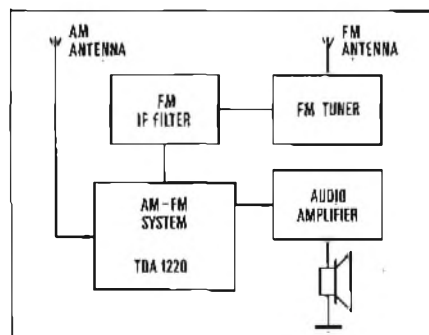 AM
ANTENNA
FM
ANTENNA
FM
IF FILTER
FM TUNER
AM-FM
SYSTEM
TDA 1220
AUDIO
AMPLIFIER